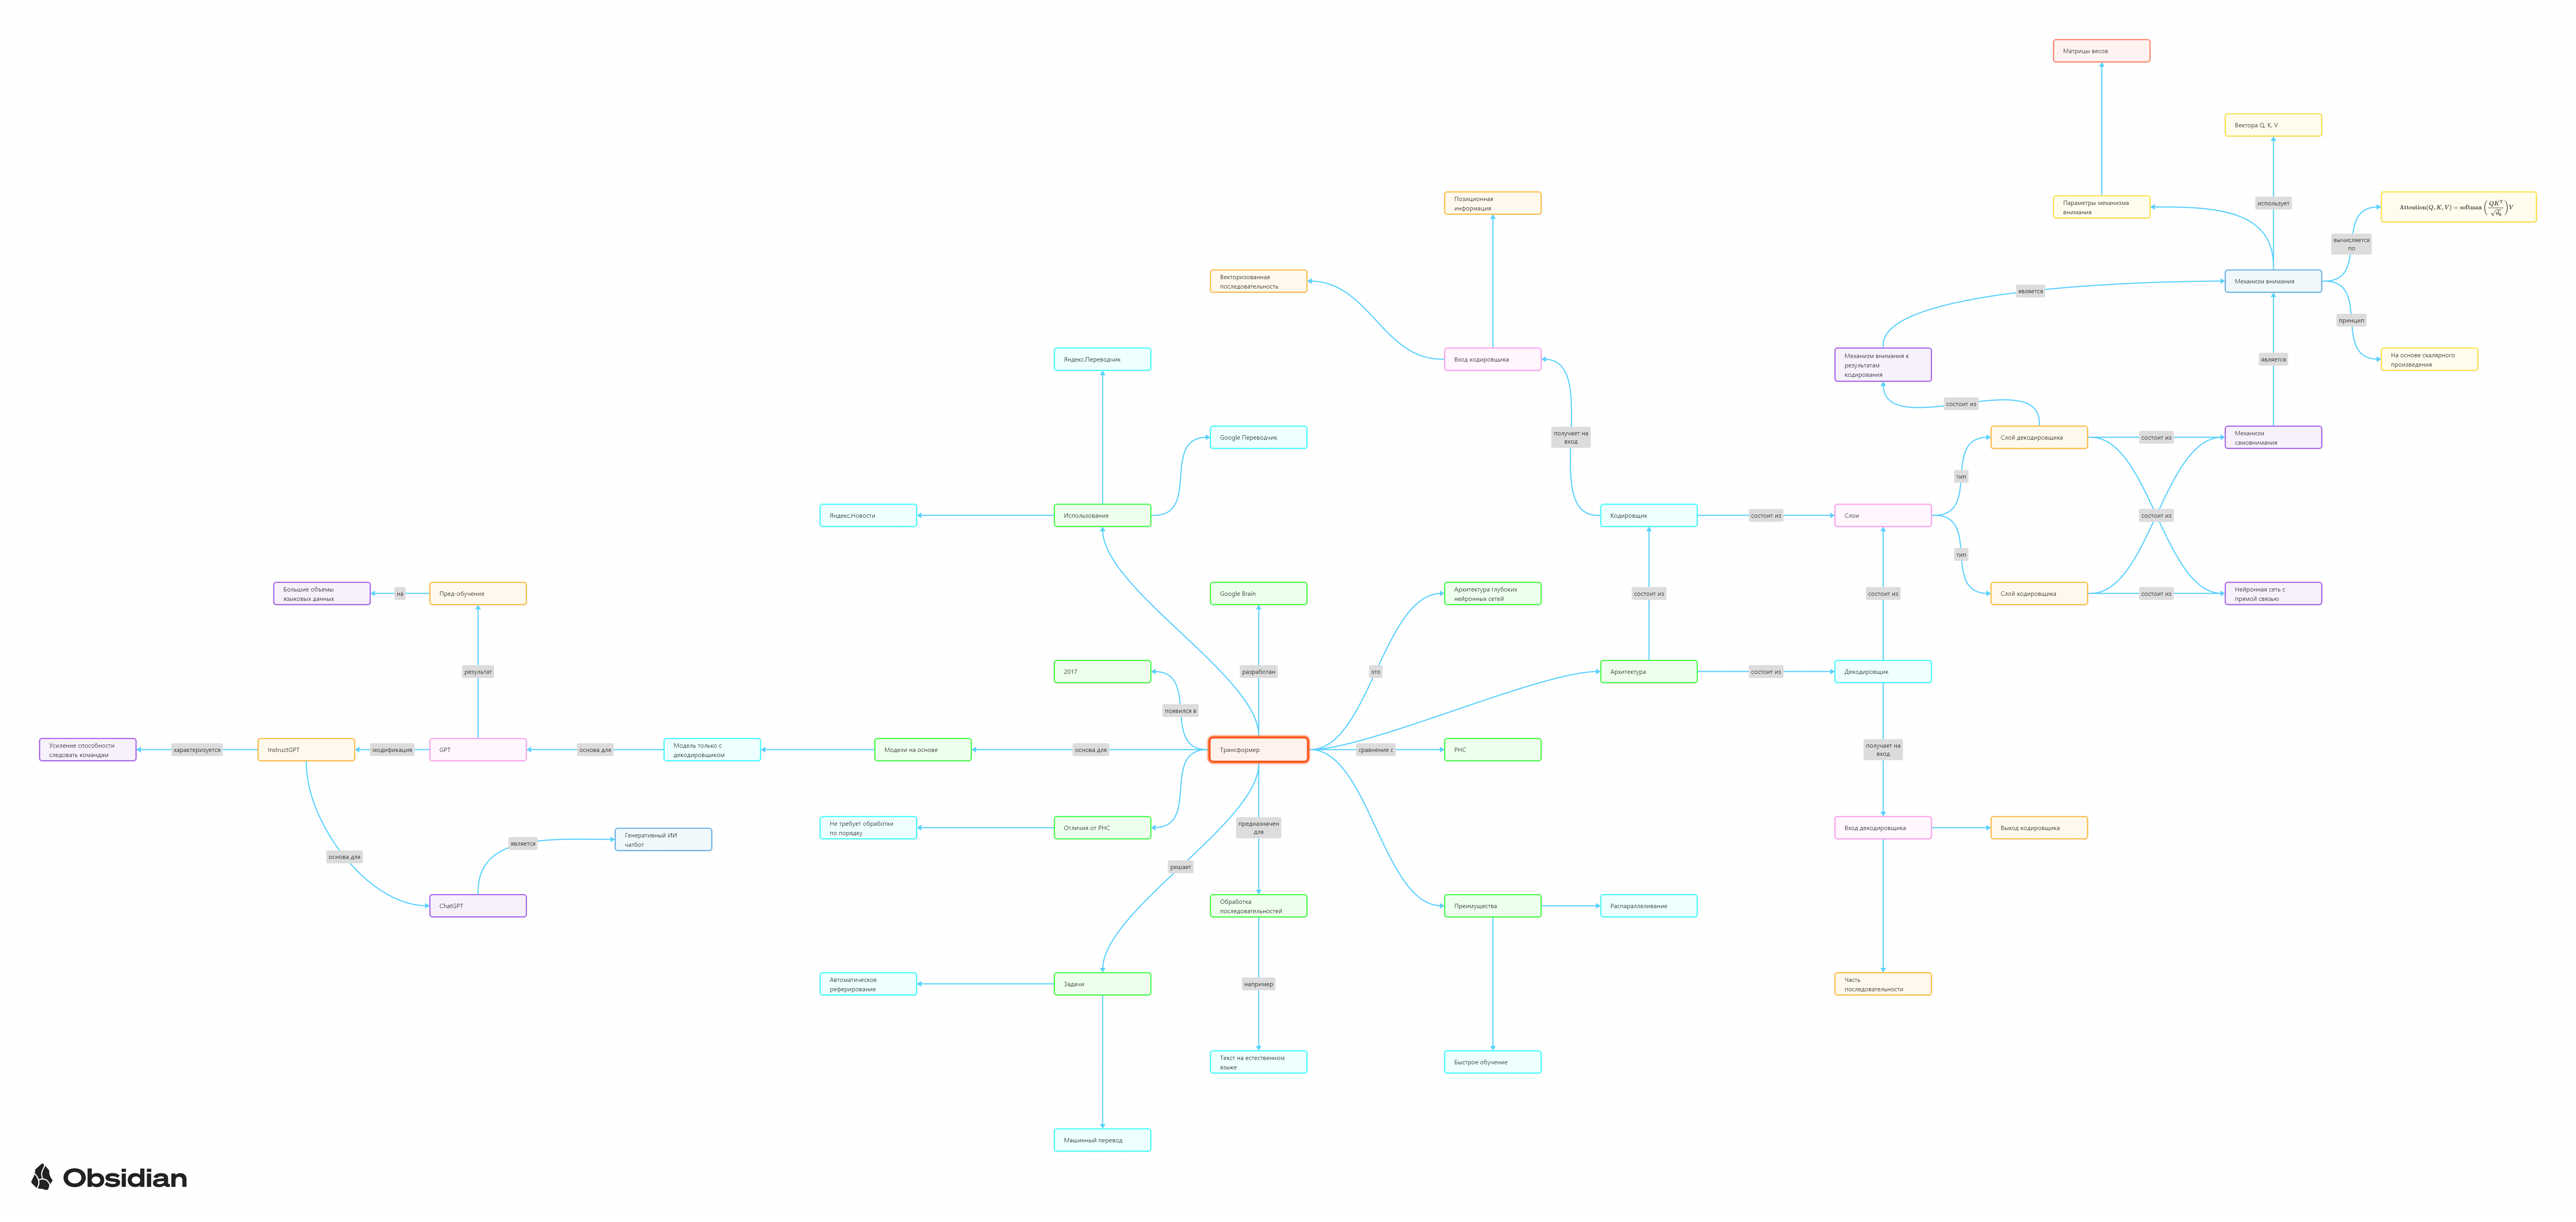 Матрицы весов
Вектора Q, K, V
Позиционная
информация
Параметры механизма
внимания
использует
Attention(Q, K, V) = softmax(QKᵀ/√dₖ)V
вычисляется
по
Векторизованная
последовательность
Механизм внимания
является
принцип
Яндекс.Переводчик
Вход кодировщика
Механизм внимания к
результатам
кодирования
является
На основе скалярного
произведения
состоит из
Google Переводчик
получает на
вход
Слой декодировщика
состоит из
Механизм
самовнимания
тип
Яндекс.Новости
Использование
Кодировщик
состоит из
Слои
состоит из
тип
Большие объемы
языковых данных
на
Пред-обучение
Google Brain
Архитектура глубоких
нейронных сетей
состоит из
состоит из
Слой кодировщика
состоит из
Нейронная сеть с
прямой связью
результат
2017
разработан
это
Архитектура
состоит из
Декодировщик
появился в
Усиление способности
следовать командам
характеризуется
InstructGPT
модификация
GPT
основа для
Модель только с
декодировщиком
Модели на основе
основа для
Трансформер
сравнение с
РНС
получает на
вход
Не требует обработки
по порядку
Отличия от РНС
предназначен
для
Вход декодировщика
Выход кодировщика
Генеративный ИИ
чатбот
является
основа для
решает
ChatGPT
Обработка
последовательностей
Преимущества
Распараллеливание
Автоматическое
реферирование
Задачи
например
Часть
последовательности
Текст на естественном
языке
Быстрое обучение
Машинный перевод
Obsidian